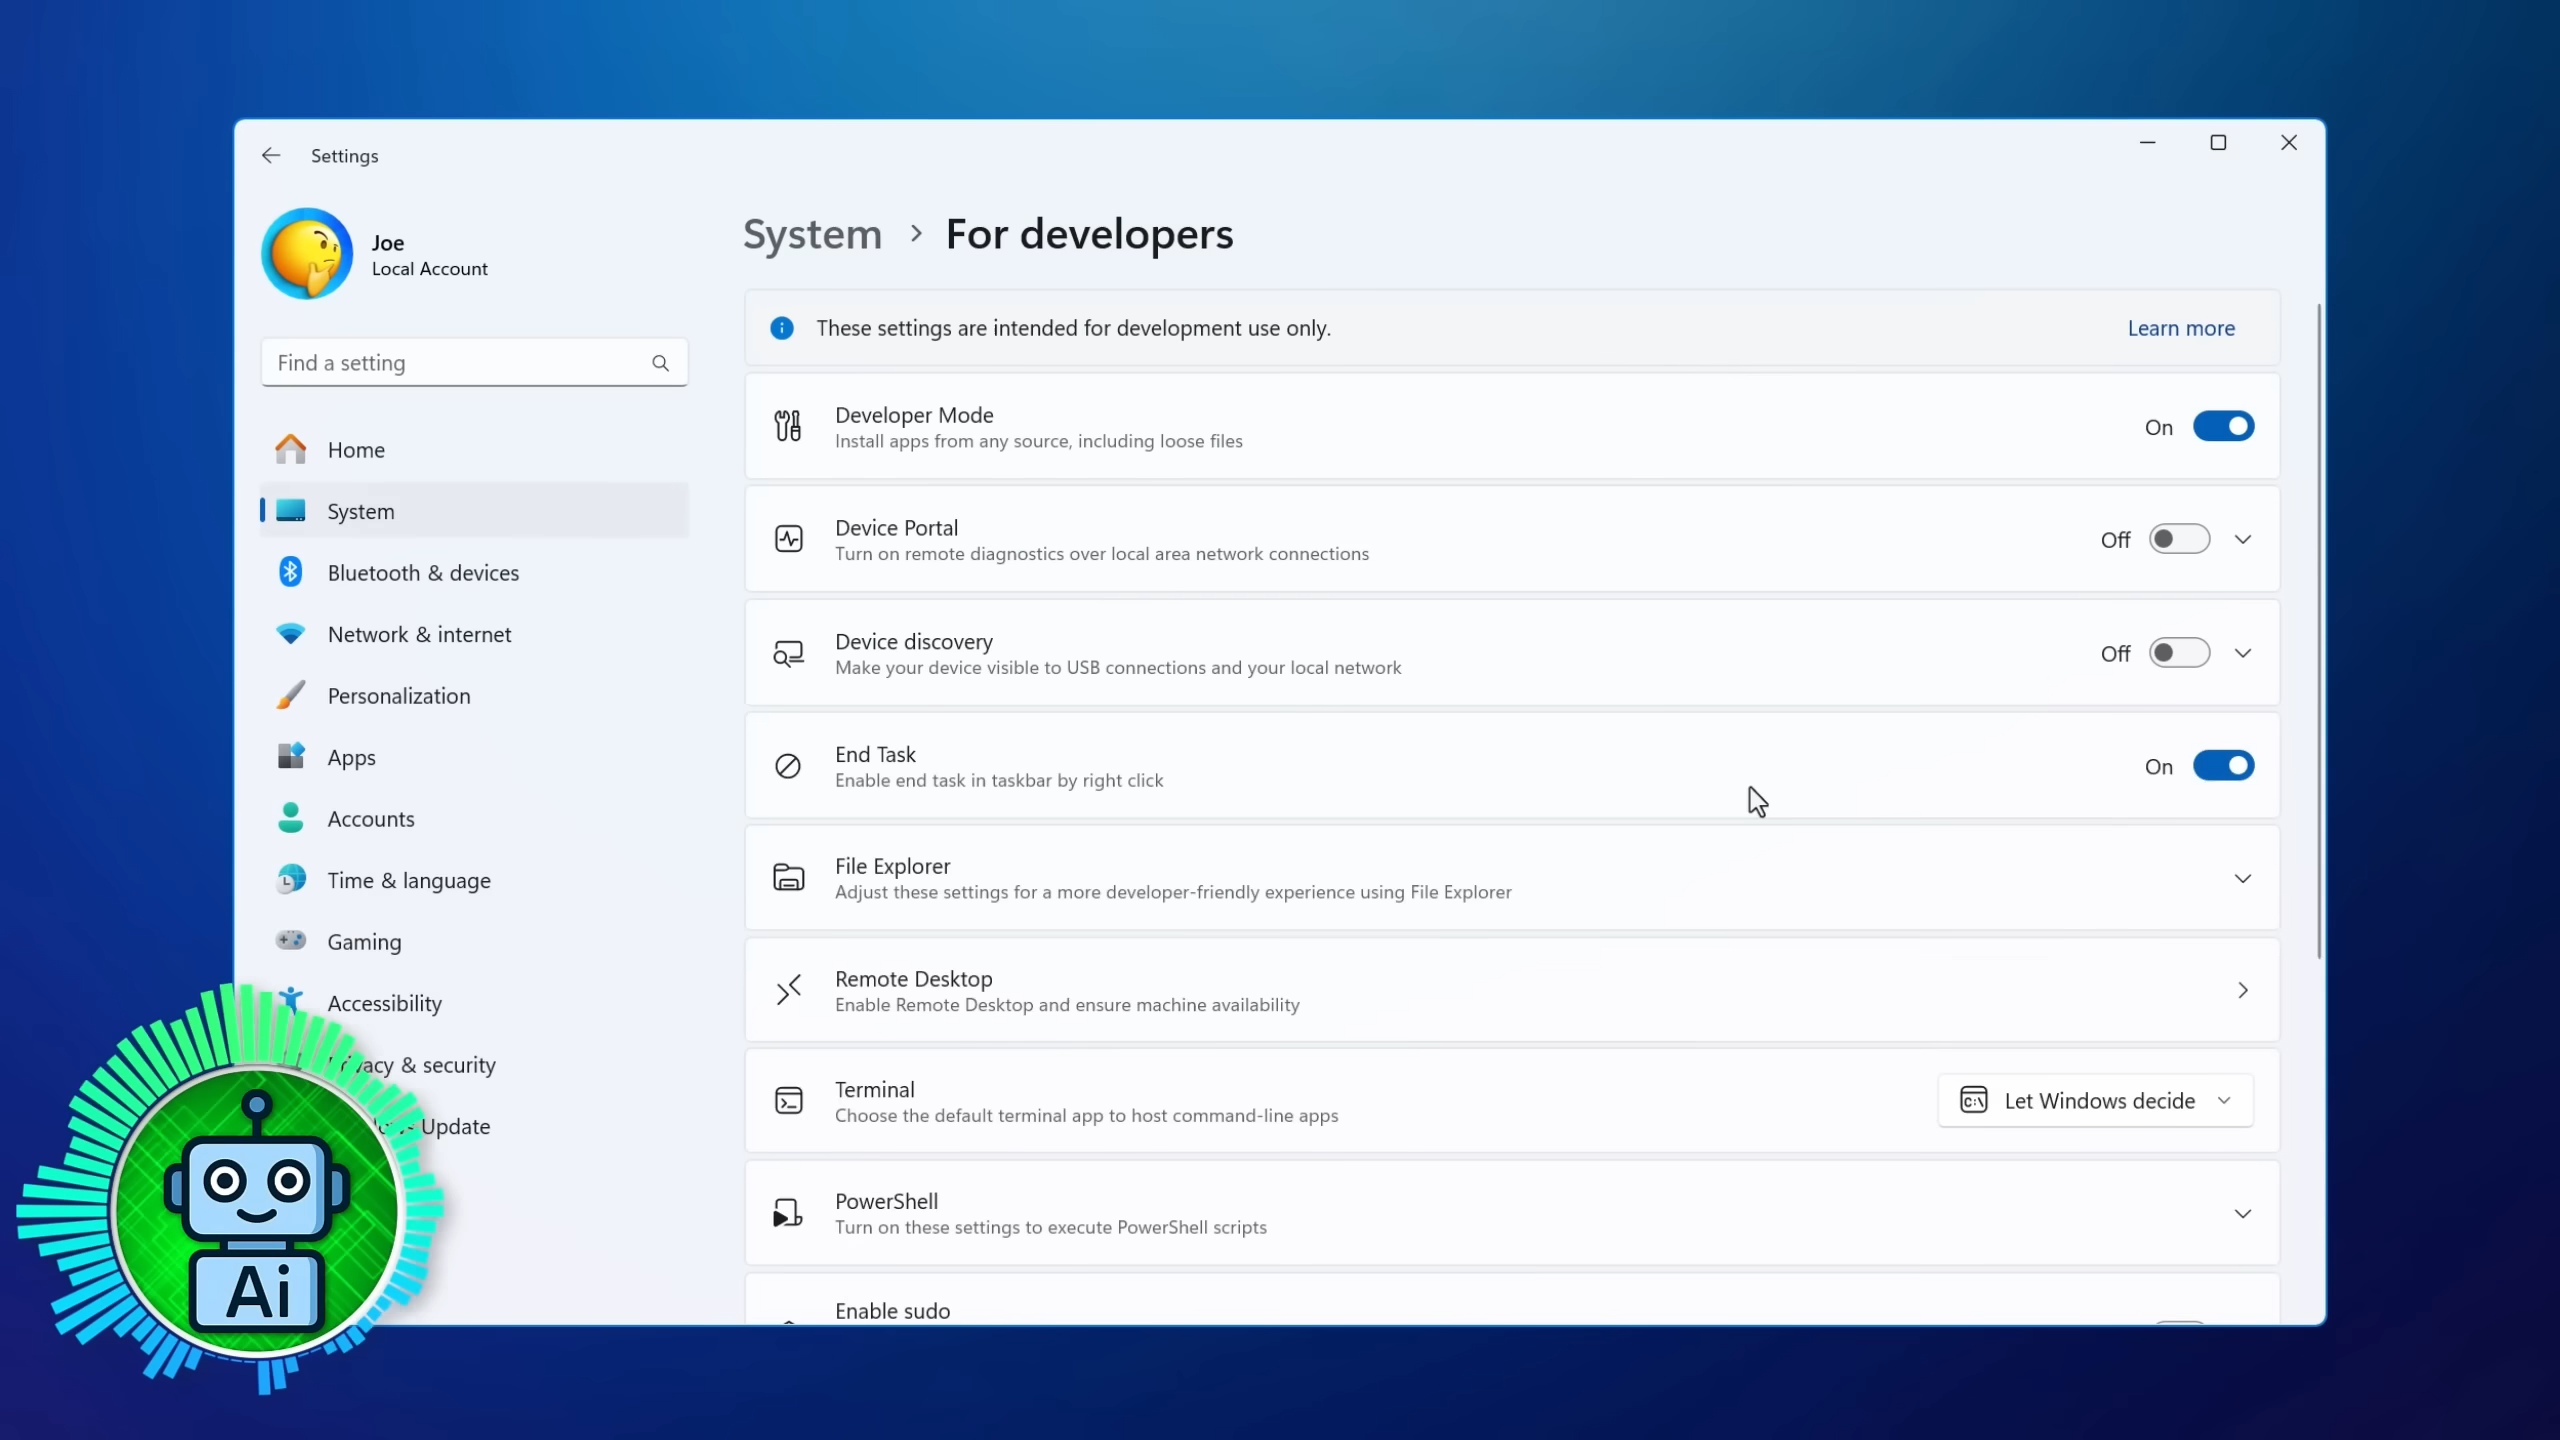 Settings
Joe
Local Account
Find a setting
Home
System
Bluetooth & devices
Network & internet
Personalization
Apps
Accounts
Time & language
Gaming
Accessibility
& security
Update
Ai
System > For developers
These settings are intended for development use only.
Learn more
Developer Mode
Install apps from any source, including loose files
On
Device Portal
Turn on remote diagnostics over local area network connections
Off
Device discovery
Make your device visible to USB connections and your local network
Off
End Task
Enable end task in taskbar by right click
On
File Explorer
Adjust these settings for a more developer-friendly experience using File Explorer
Remote Desktop
Enable Remote Desktop and ensure machine availability
Terminal
Choose the default terminal app to host command-line apps
Let Windows decide
PowerShell
Turn on these settings to execute PowerShell scripts
Enable sudo